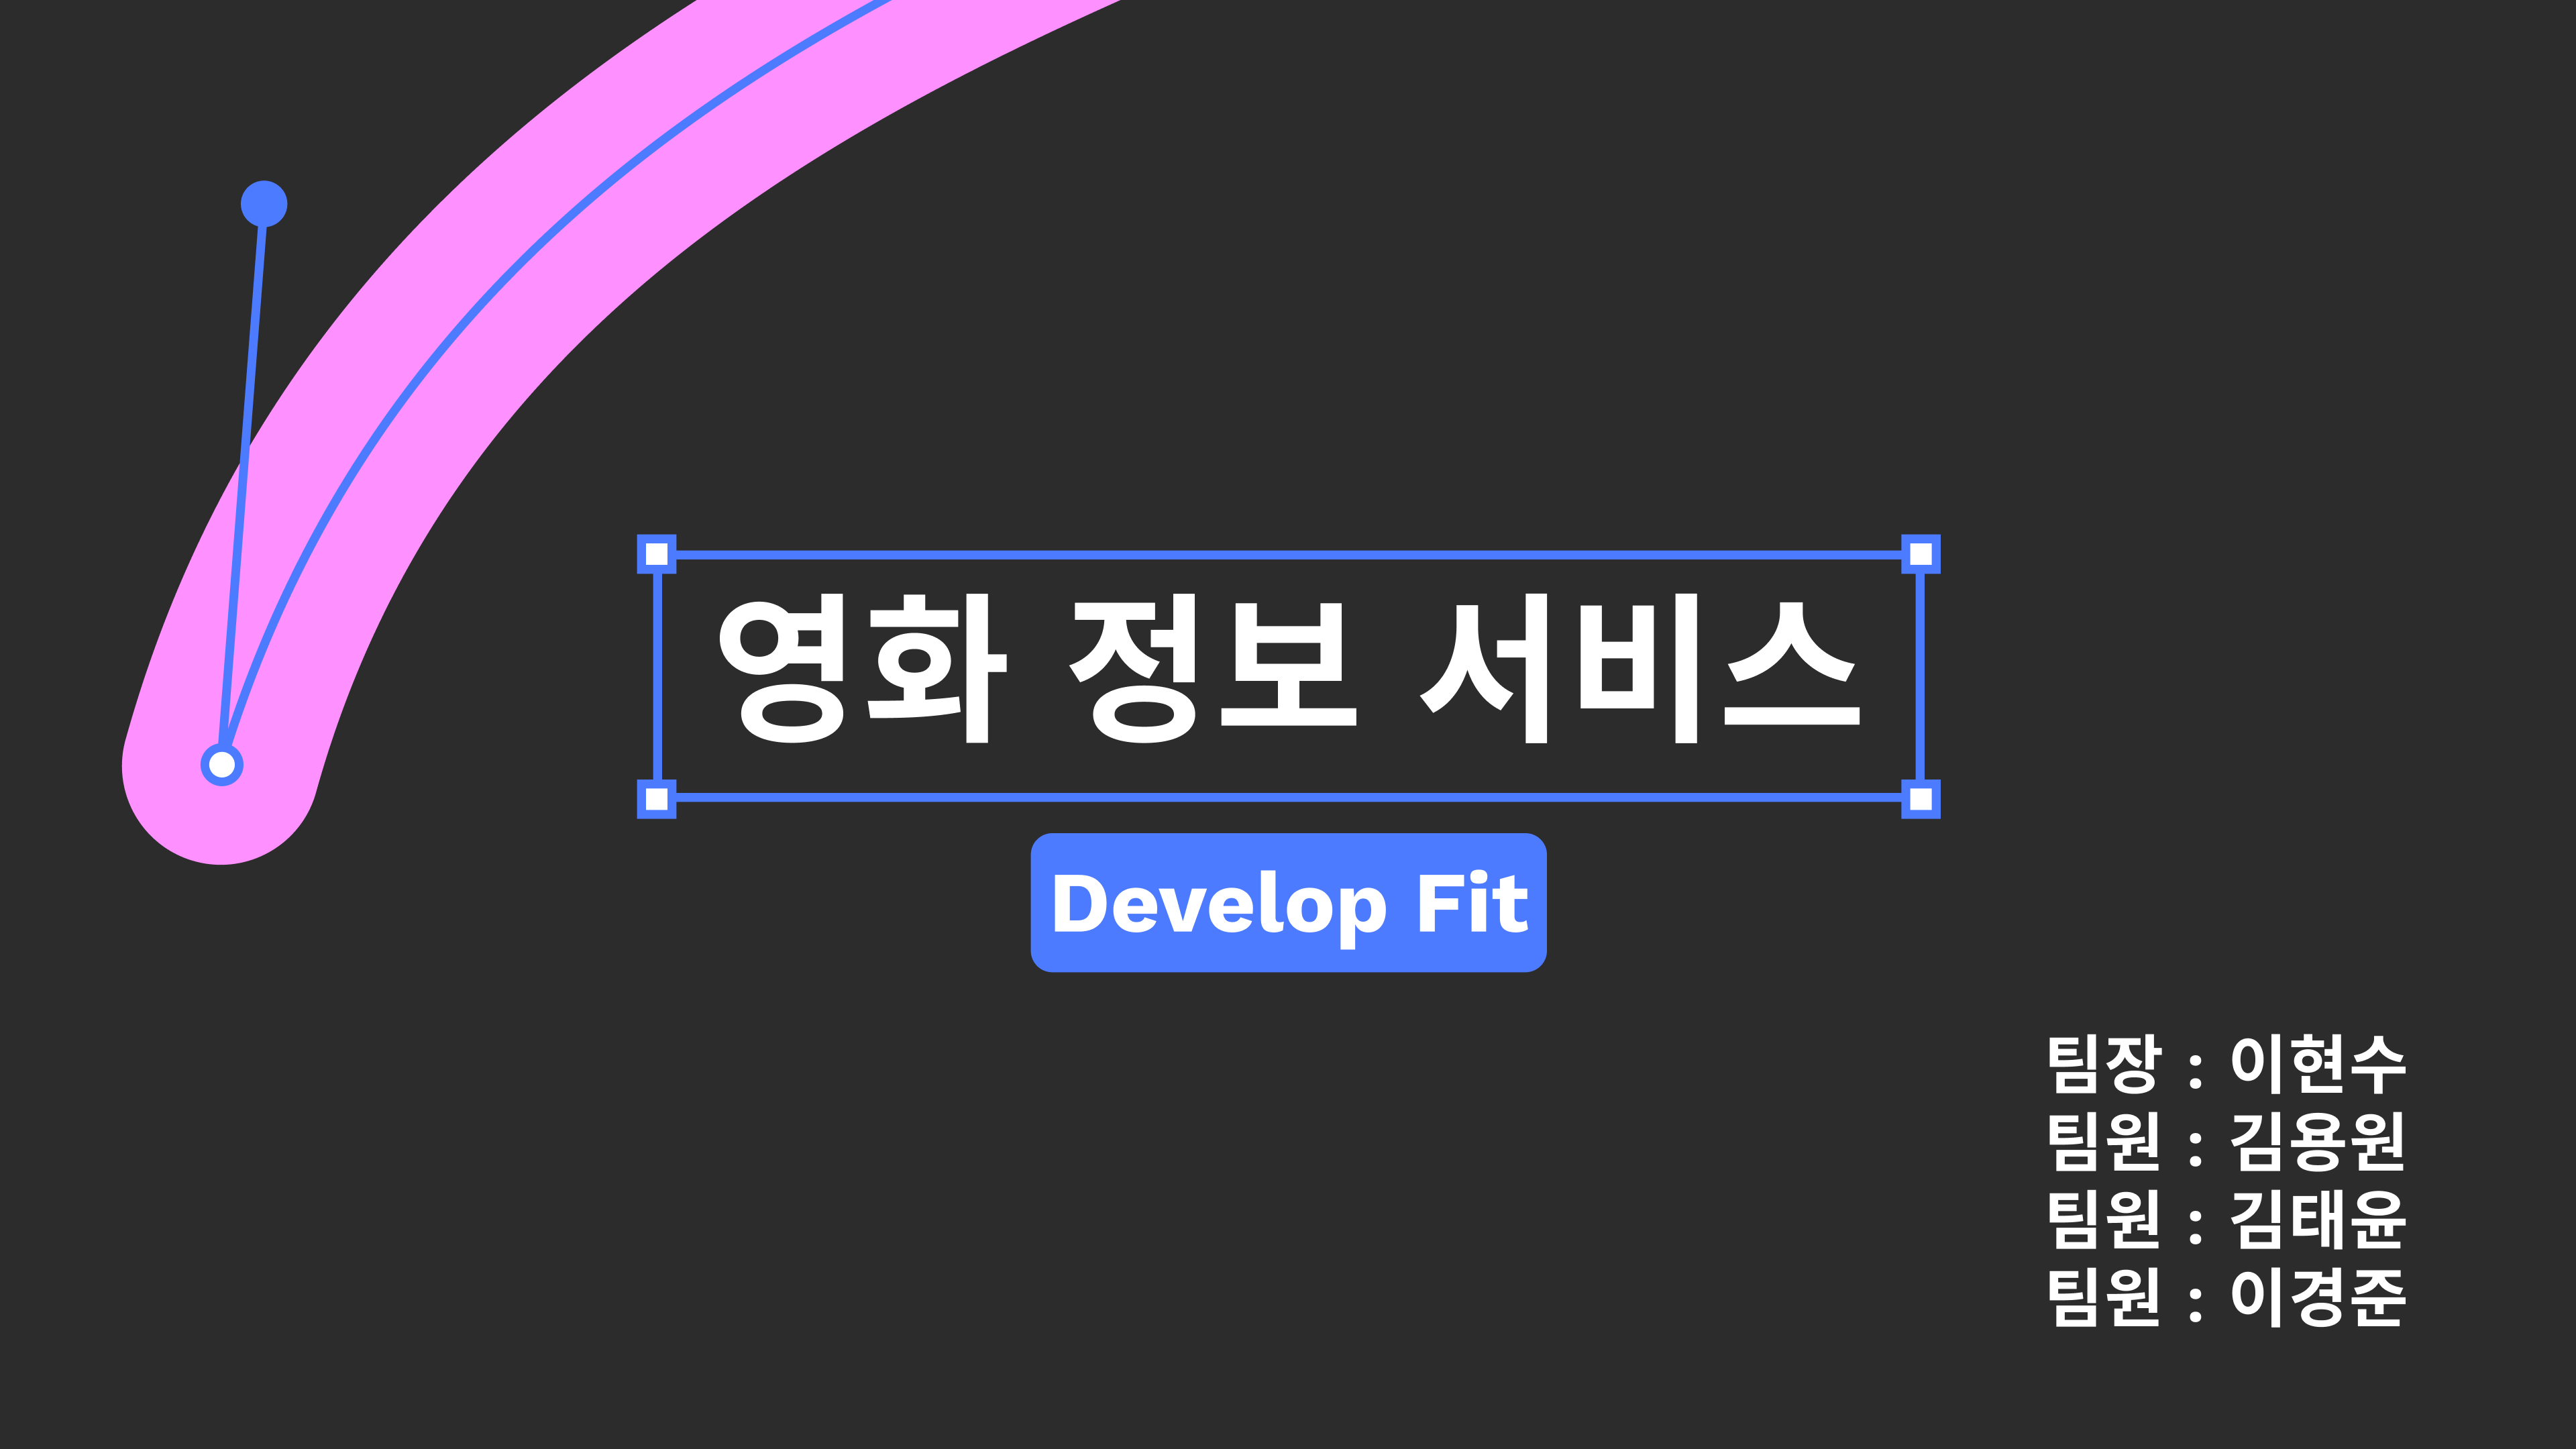 영화 정보 서비스
Develop Fit
팀장 : 이현수
팀원 : 김용원
팀원 : 김태윤
팀원 : 이경준